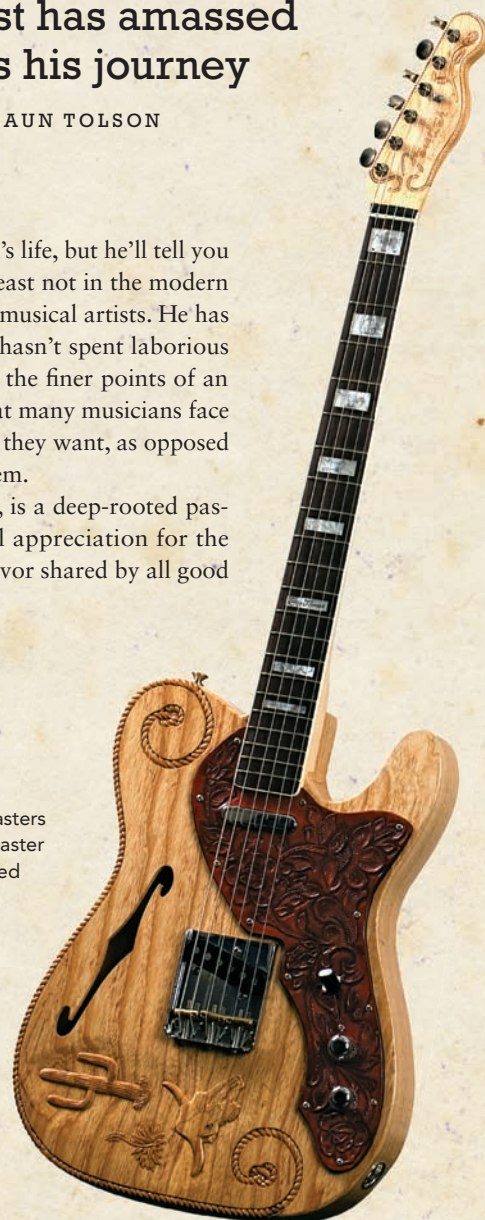 st has amassed
s his journey
AUN TOLSON
's life, but he'll tell you
east not in the modern
musical artists. He has
hasn't spent laborious
the finer points of an
at many musicians face
they want, as opposed
em.
, is a deep-rooted pas-
l appreciation for the
vor shared by all good
asters
aster
ed
Fender